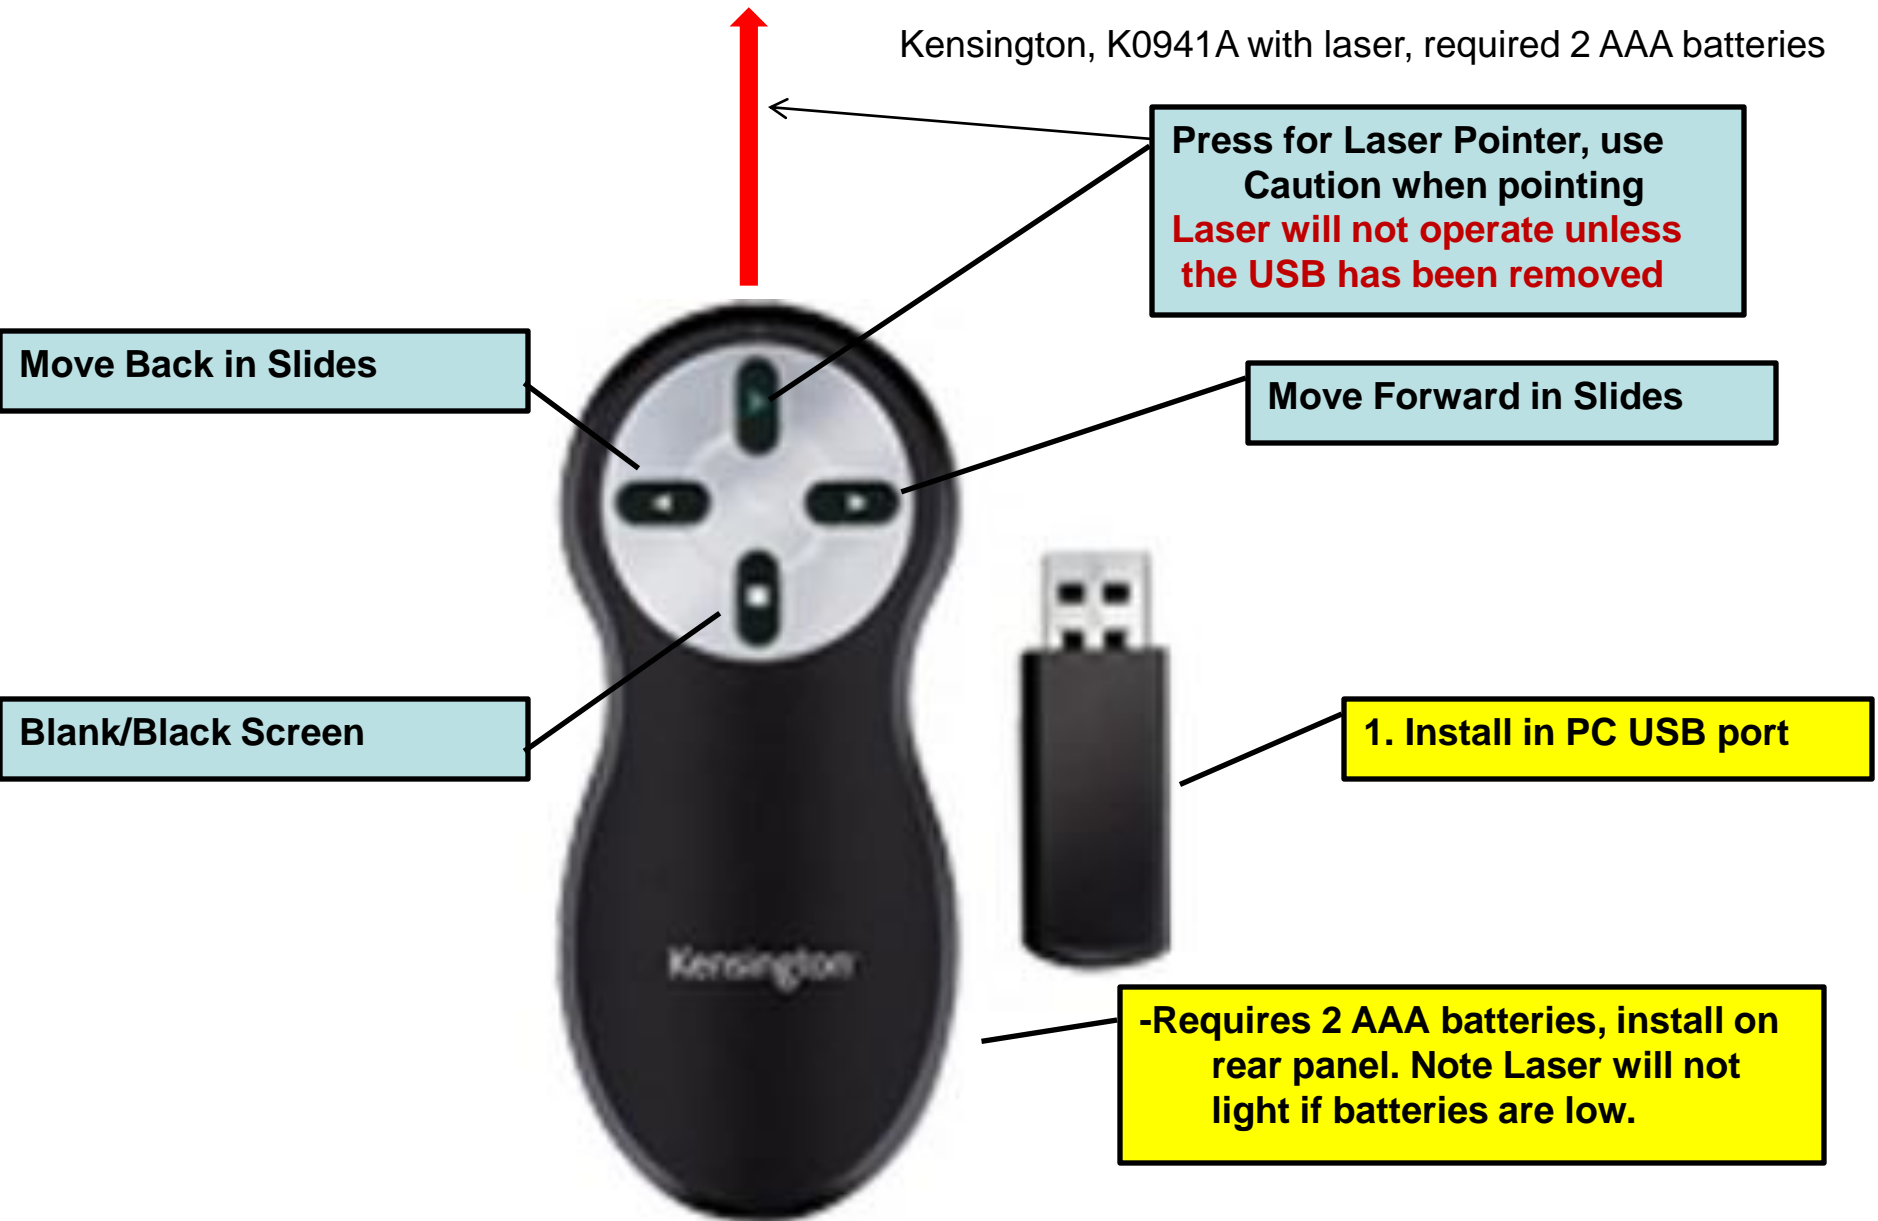 Kensington, K0941A with laser, required 2 AAA batteries
Press for Laser Pointer, use
Caution when pointing
Laser will not operate unless
the USB has been removed
Move Back in Slides
Move Forward in Slides
Blank/Black Screen
1. Install in PC USB port
Kensington
-Requires 2 AAA batteries, install on
rear panel. Note Laser will not
light if batteries are low.